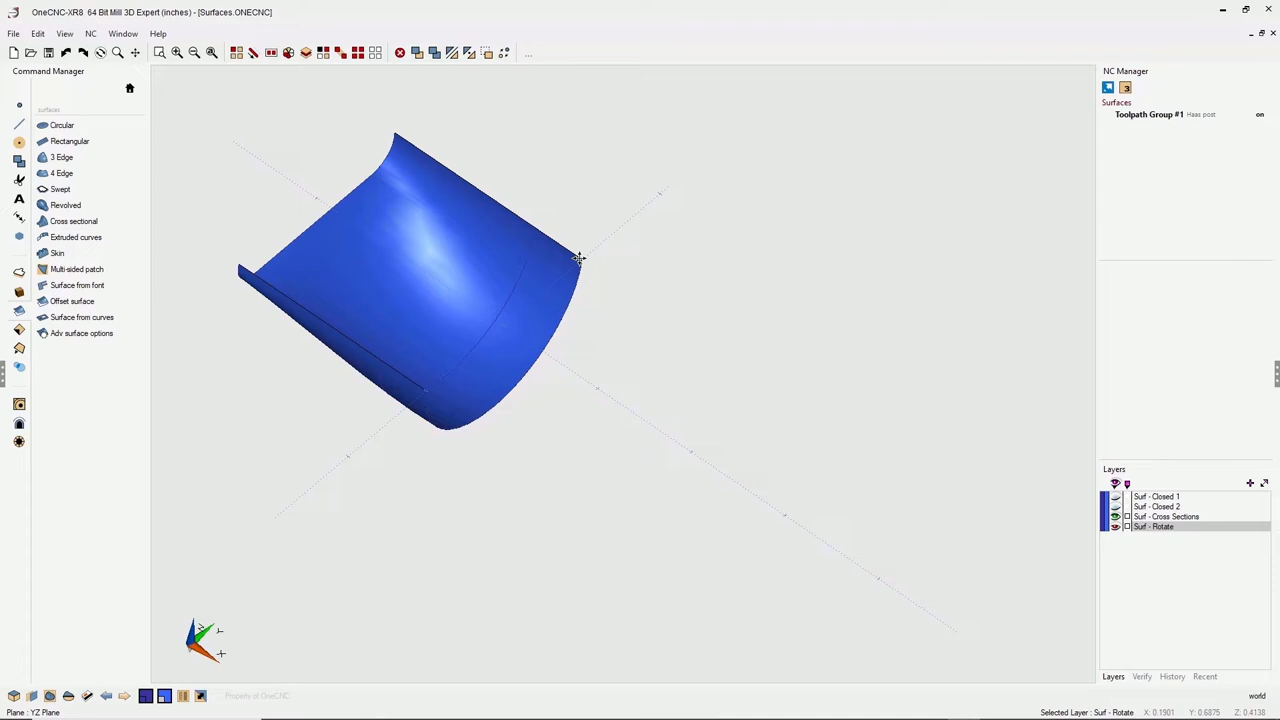 OneCNC-XR8 64 Bit Mill 3D Expert (inches) - [Surfaces.ONECNC]
File Edit View NC Window Help
Command Manager
surfaces
Circular
Rectangular
3 Edge
4 Edge
Swept
Revolved
Cross sectional
Extruded curves
Skin
Multi-sided patch
Surface from font
Offset surface
Surface from curves
Adv surface options
NC Manager
Surfaces
Toolpath Group #1 Haas post on
Layers
Surf - Closed 1
Surf - Closed 2
Surf - Cross Sections
Surf - Rotate
Layers Verify History Recent
Property of OneCNC
world
Plane : YZ Plane
Selected Layer : Surf - Rotate X: 0.1901 Y: 0.6875 Z: 0.4138